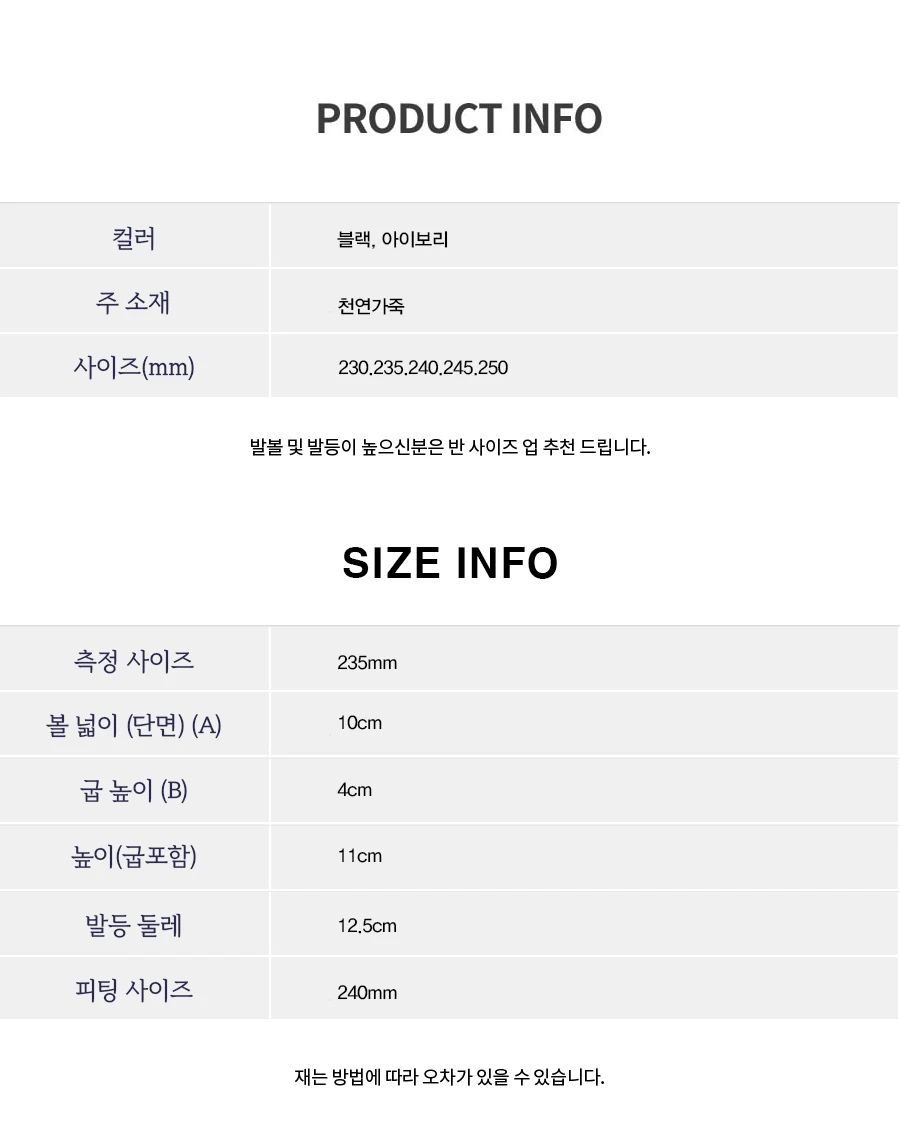 PRODUCT INFO
컬러 블랙, 아이보리
주 소재 천연가죽
사이즈(mm) 230.235.240.245.250
발볼 및 발등이 높으신분은 반 사이즈 업 추천 드립니다.
SIZE INFO
측정 사이즈 235mm
볼 넓이 (단면) (A) 10cm
굽 높이 (B) 4cm
높이(굽포함) 11cm
발등 둘레 12.5cm
피팅 사이즈 240mm
재는 방법에 따라 오차가 있을 수 있습니다.